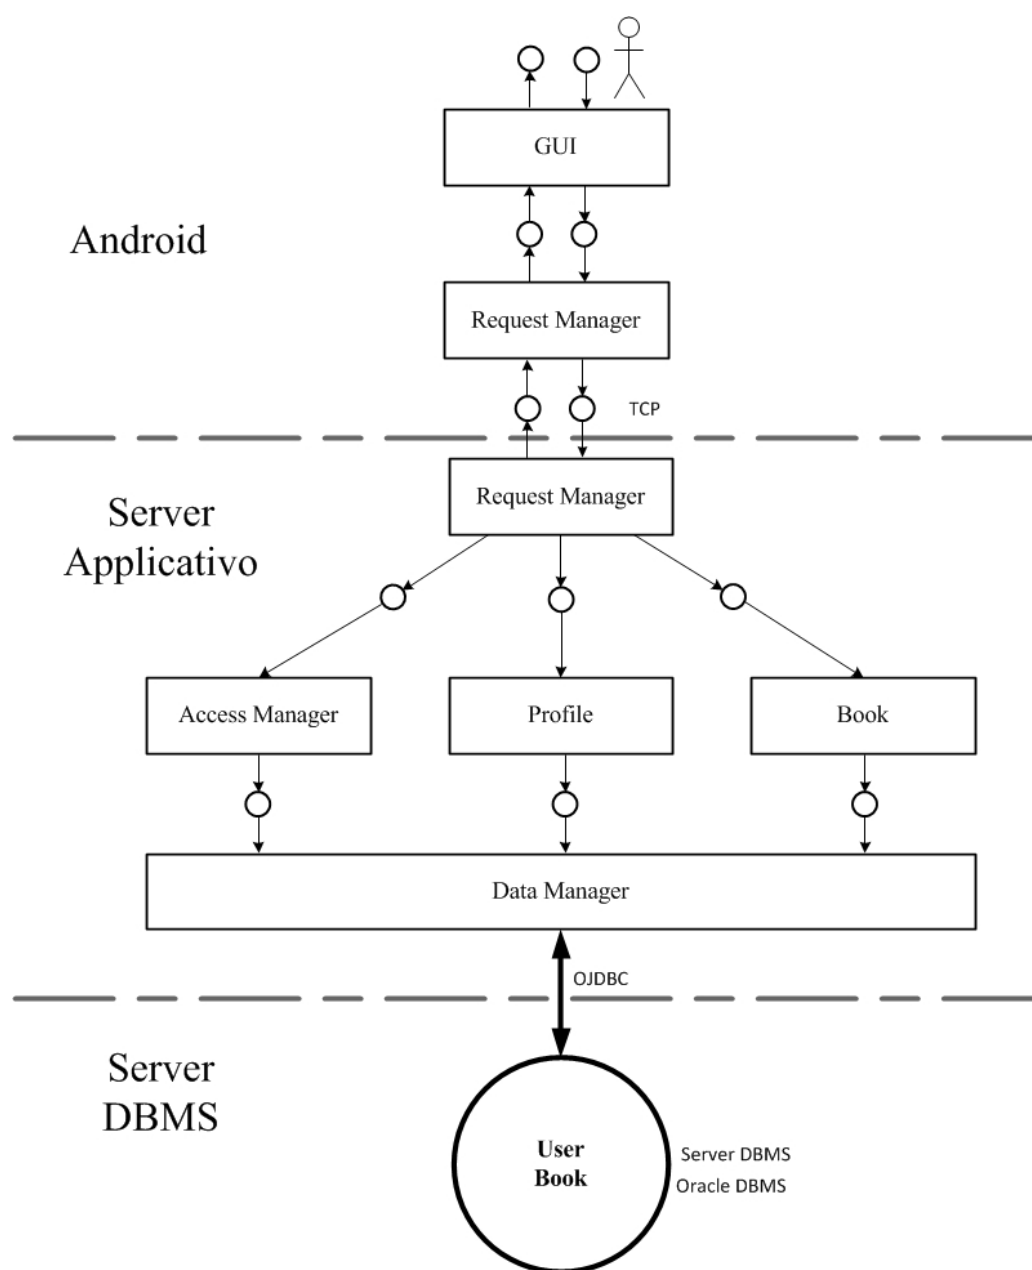 GUI
Android
Request Manager
TCP
Request Manager
Server
Applicativo
Access Manager
Profile
Book
Data Manager
OJDBC
Server
DBMS
User
Book
Server DBMS
Oracle DBMS